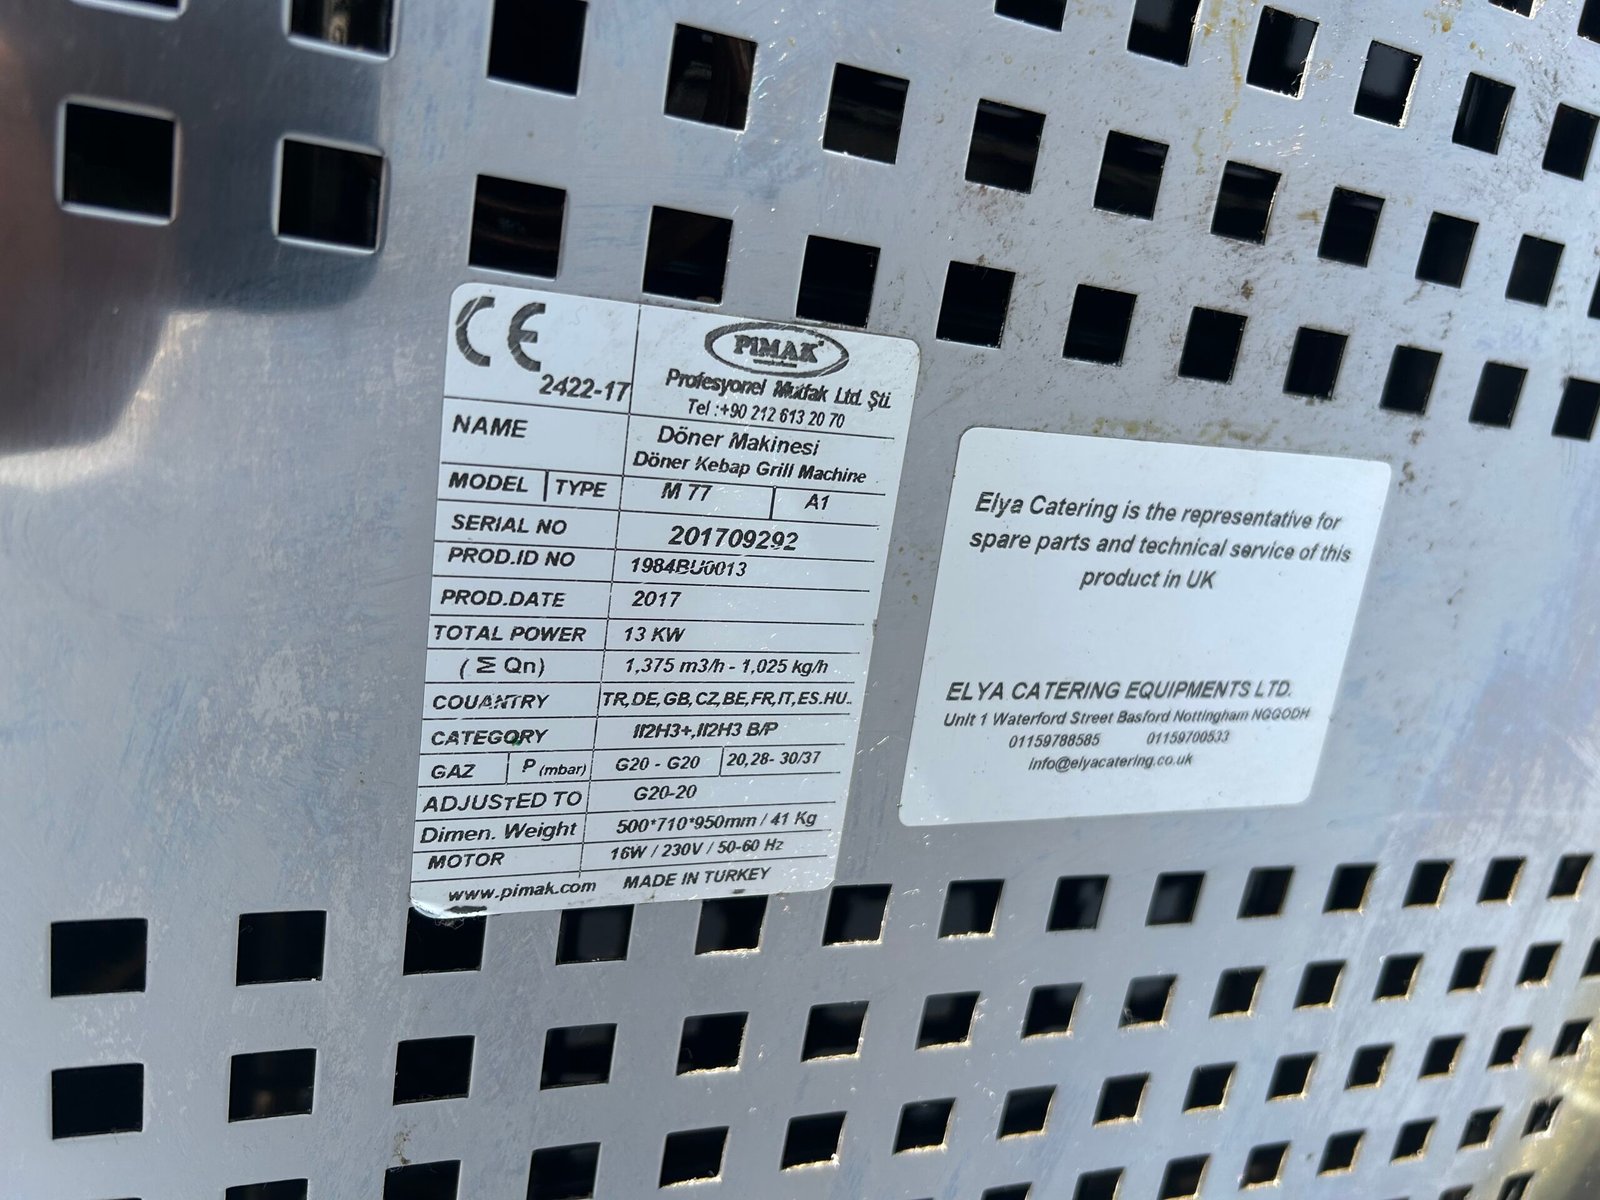 CE
2422-17
PİMAK
Profesyonel Mutfak Ltd. Şti.
Tel :+90 212 613 20 70
NAME
Döner Makinesi
Döner Kebap Grill Machine
MODEL | TYPE M 77 A1
SERIAL NO 201709292
PROD.ID NO 1984BU0013
PROD.DATE 2017
TOTAL POWER 13 KW
(Σ Qn) 1,375 m3/h - 1,025 kg/h
COUANTRY TR,DE,GB,CZ,BE,FR,IT,ES.HU..
CATEGORY II2H3+,II2H3 B/P
GAZ P (mbar) G20 - G20 20,28- 30/37
ADJUSTED TO G20-20
Dimen. Weight 500*710*950mm / 41 Kg
MOTOR 16W / 230V / 50-60 Hz
www.pimak.com MADE IN TURKEY
Elya Catering is the representative for
spare parts and technical service of this
product in UK
ELYA CATERING EQUIPMENTS LTD.
Unit 1 Waterford Street Basford Nottingham NGGODH
01159788585 01159700533
info@elyacatering.co.uk